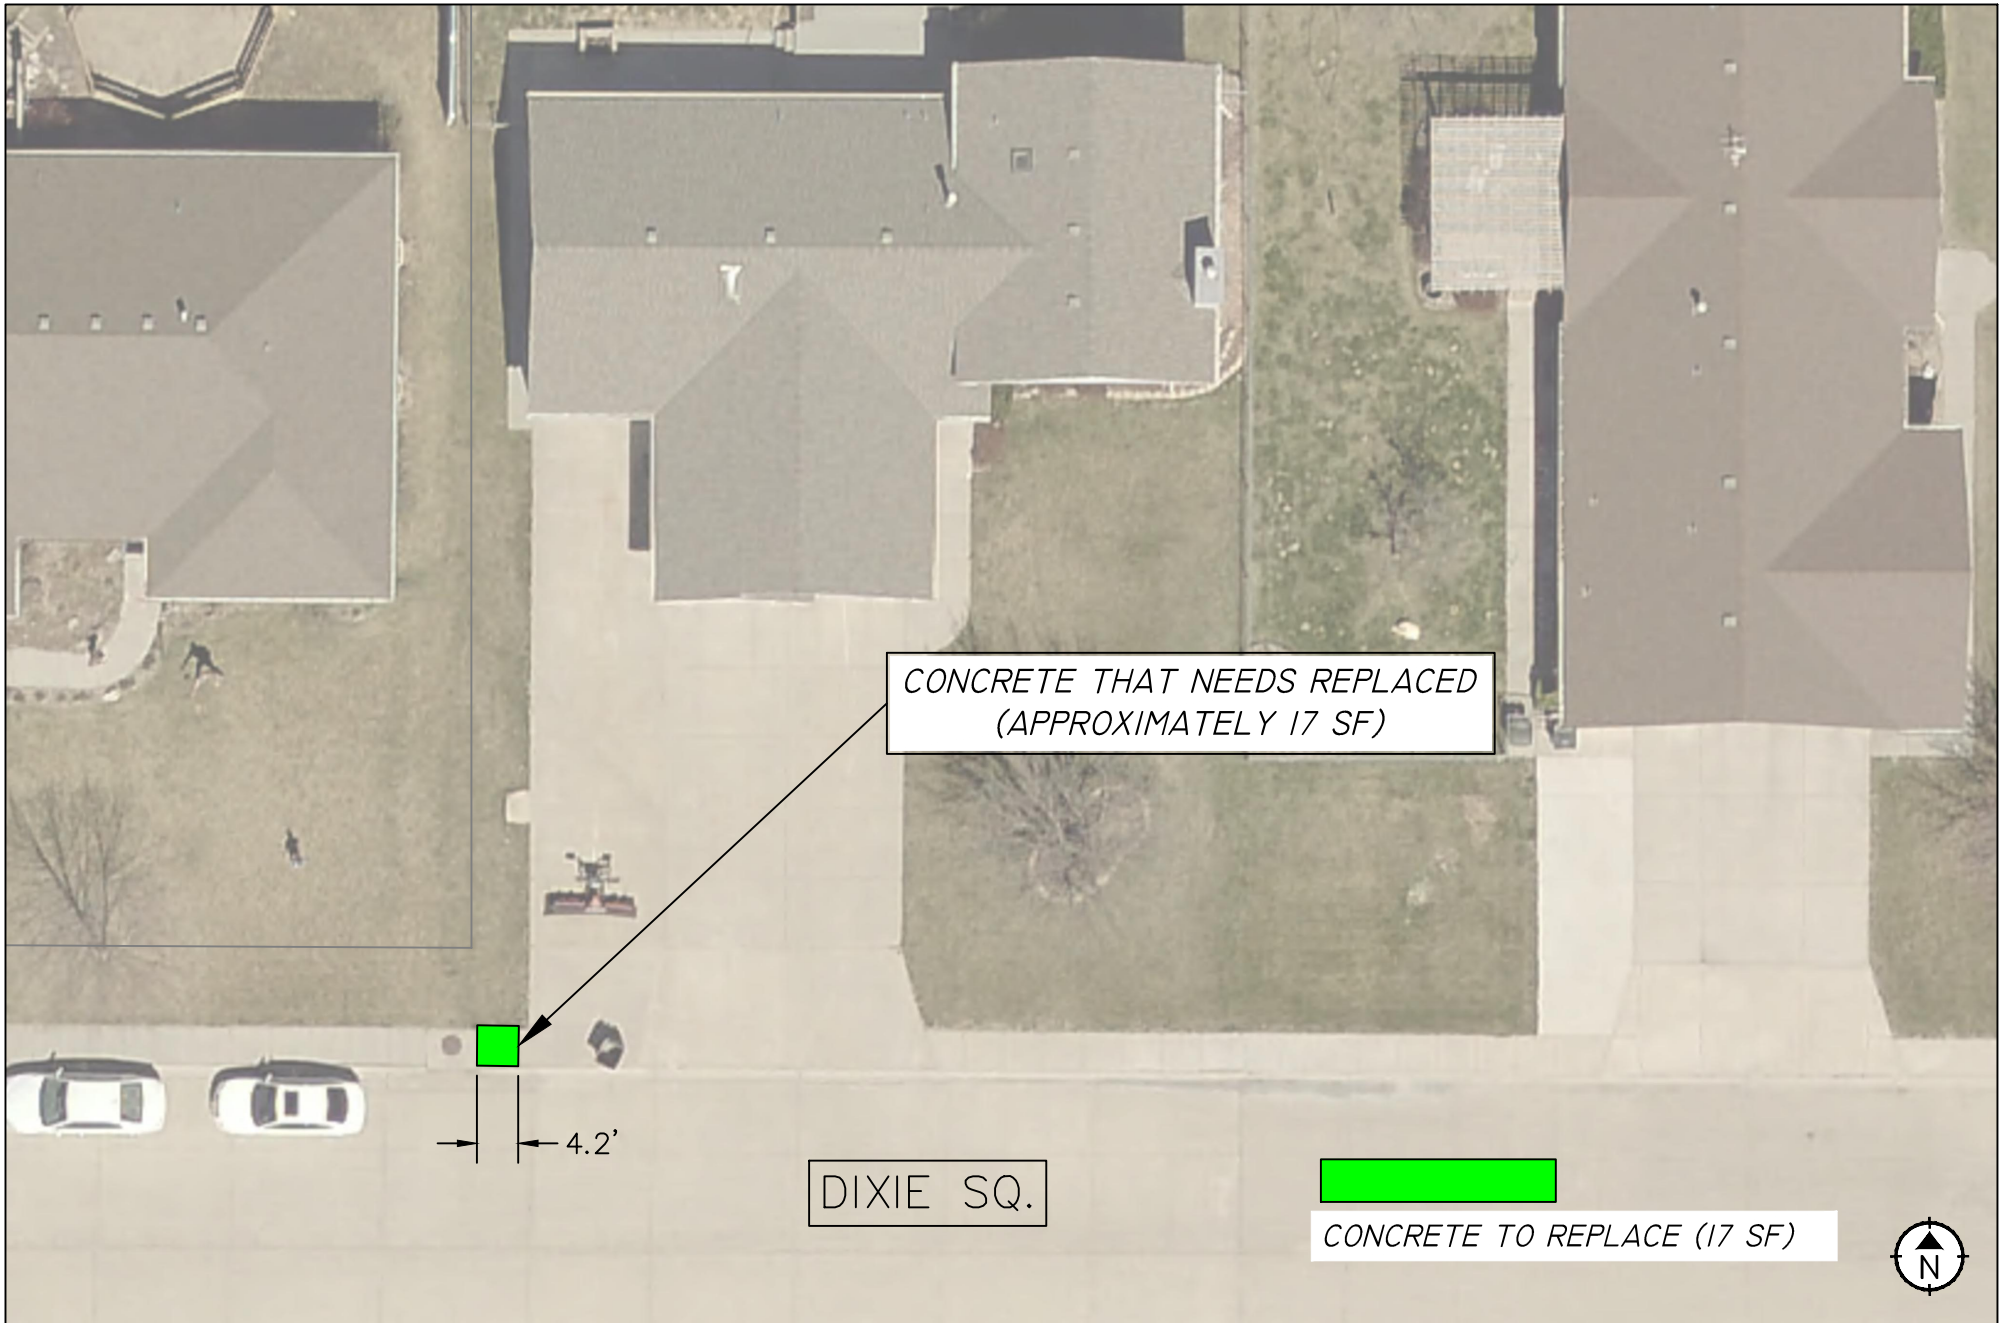 CONCRETE THAT NEEDS REPLACED
(APPROXIMATELY 17 SF)
4.2'
DIXIE SQ.
CONCRETE TO REPLACE (17 SF)
N